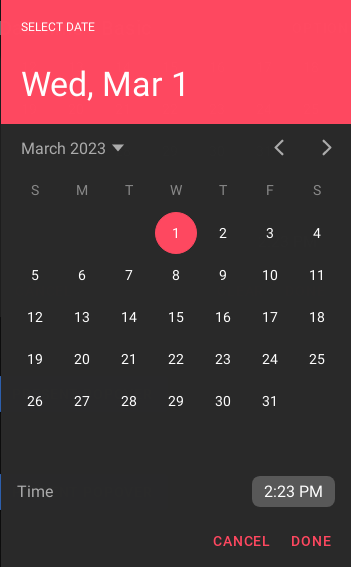 SELECT DATE
Wed, Mar 1
March 2023
S M T W T F S
1 2 3 4
5 6 7 8 9 10 11
12 13 14 15 16 17 18
19 20 21 22 23 24 25
26 27 28 29 30 31
Time 2:23 PM
CANCEL DONE